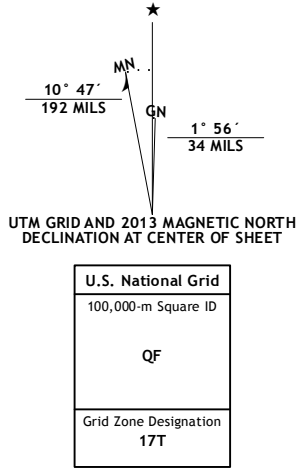 ★
MN
10° 47´
192 MILS
GN
1° 56´
34 MILS
UTM GRID AND 2013 MAGNETIC NORTH
DECLINATION AT CENTER OF SHEET
U.S. National Grid
100,000-m Square ID
QF
Grid Zone Designation
17T